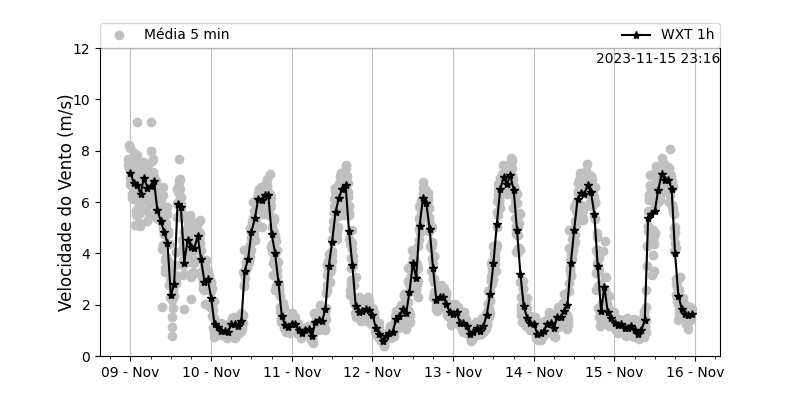 Média 5 min
WXT 1h
2023-11-15 23:16
Velocidade do Vento (m/s)
12
10
8
6
4
2
0
09 - Nov
10 - Nov
11 - Nov
12 - Nov
13 - Nov
14 - Nov
15 - Nov
16 - Nov